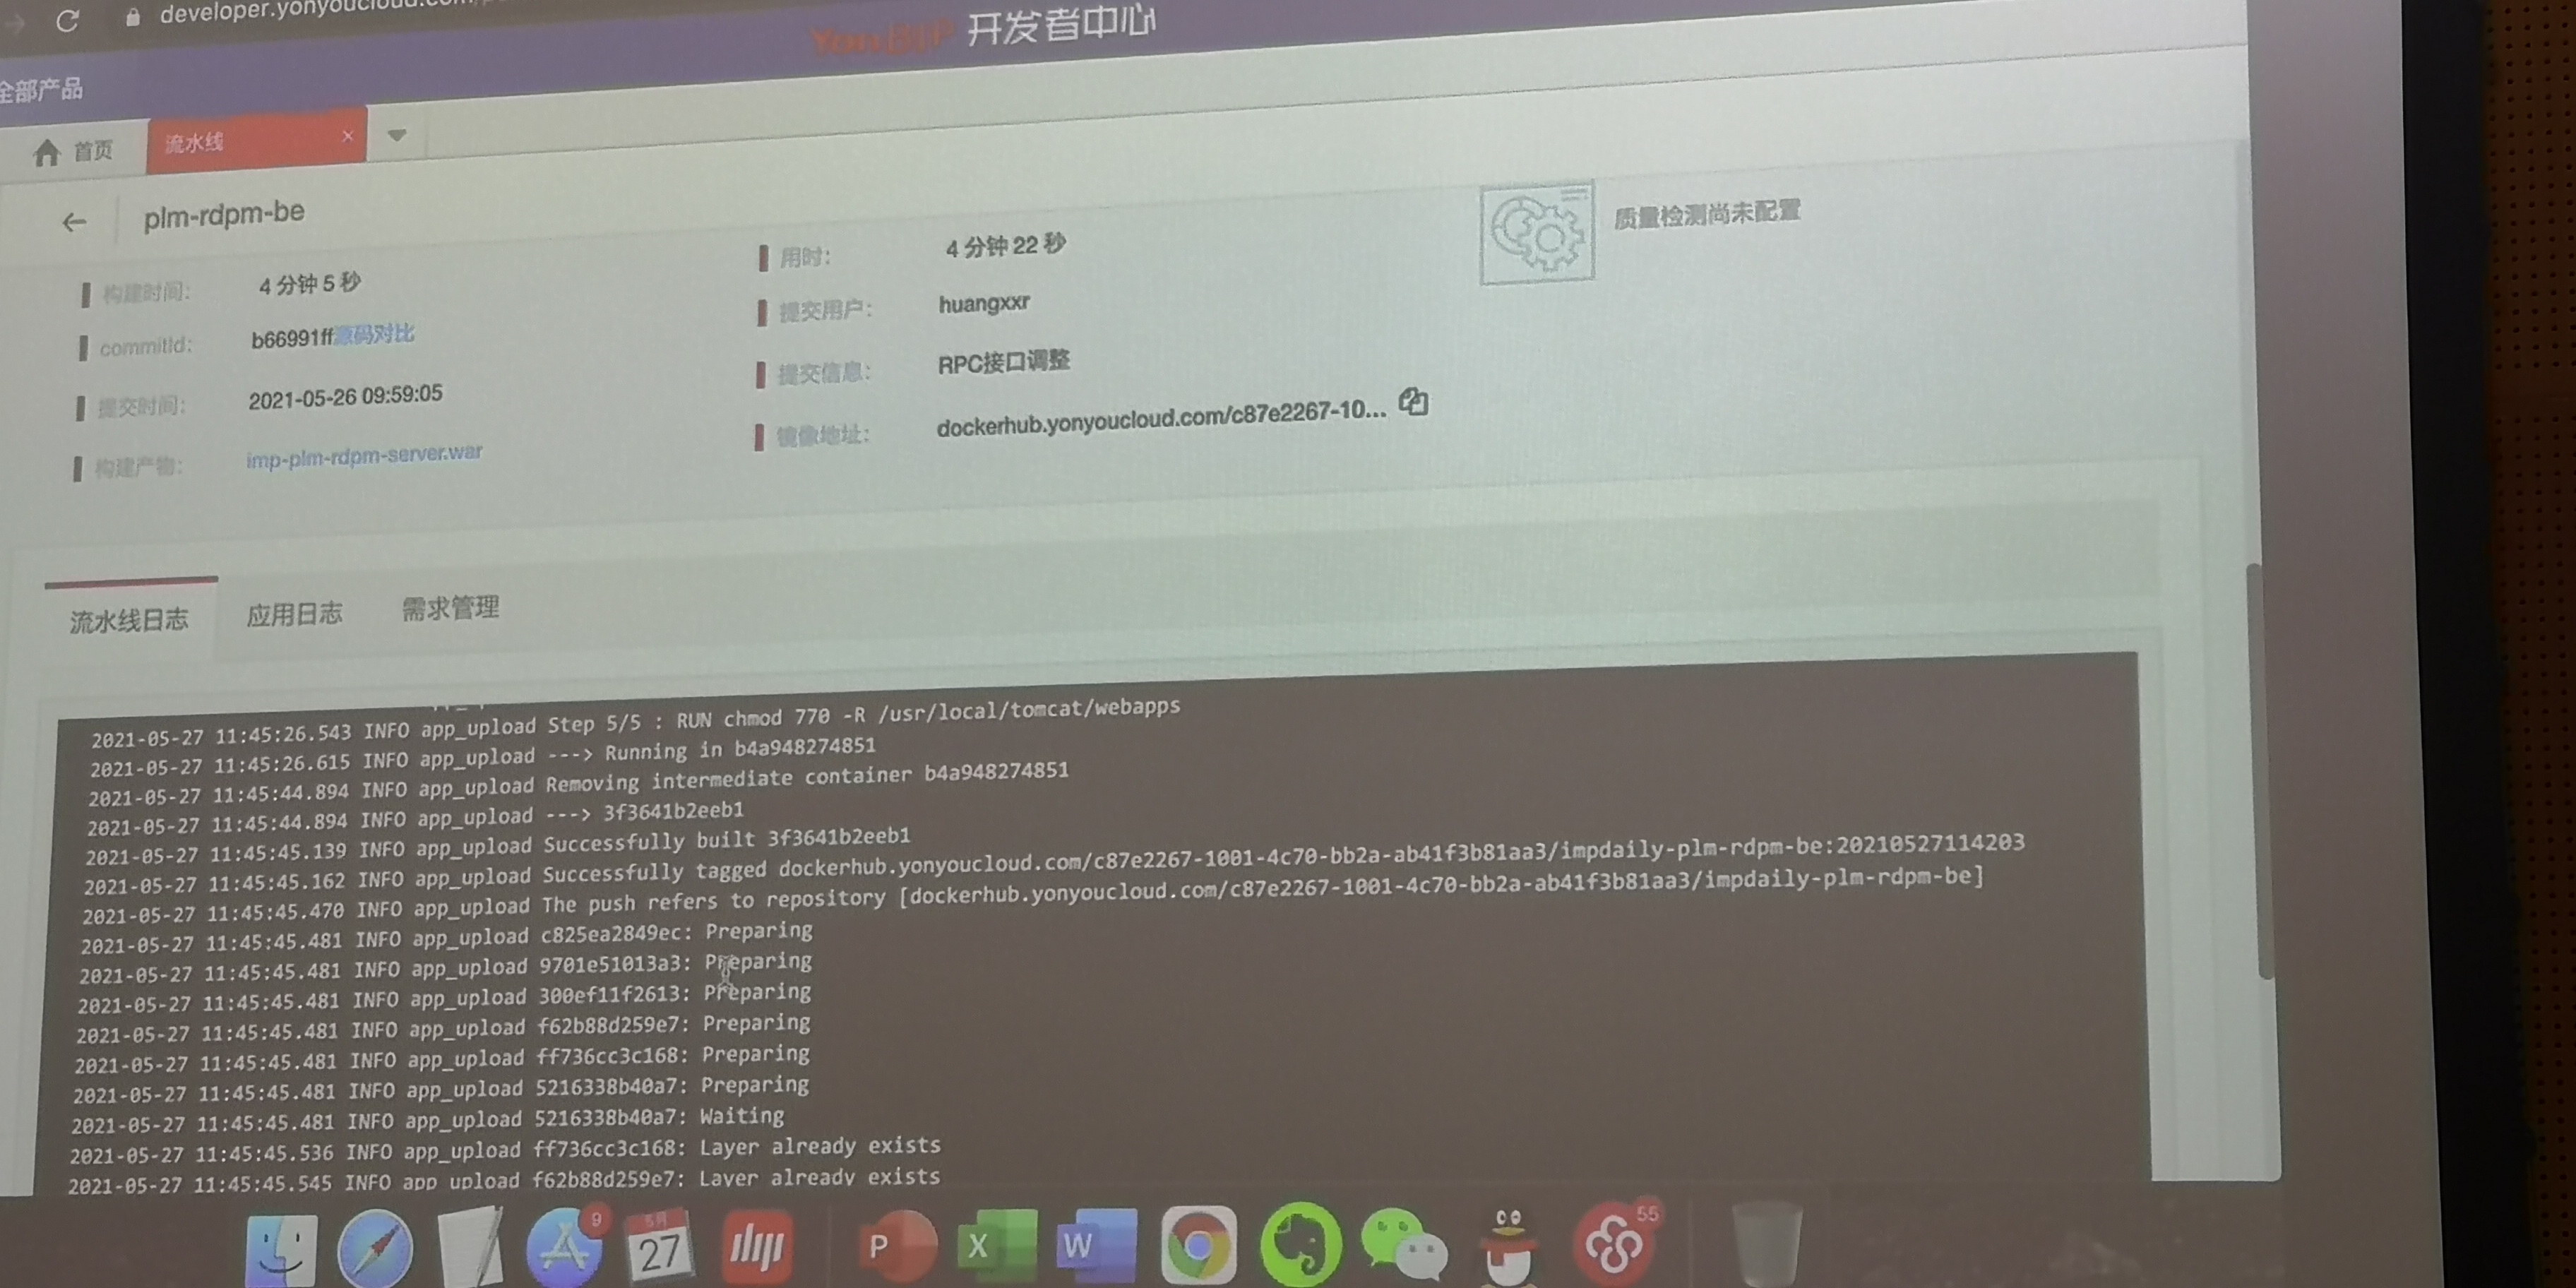 developer.yonyoucloud.com
YonBIP 开发者中心
全部产品
首页
流水线 ×
plm-rdpm-be
构建时间: 4 分钟 5 秒
用时: 4 分钟 22 秒
质量检测尚未配置
commitId: b66991ff源码对比
提交用户: huangxxr
提交时间: 2021-05-26 09:59:05
提交信息: RPC接口调整
构建产物: imp-plm-rdpm-server.war
镜像地址: dockerhub.yonyoucloud.com/c87e2267-10...
流水线日志 应用日志 需求管理
2021-05-27 11:45:26.543 INFO app_upload Step 5/5 : RUN chmod 770 -R /usr/local/tomcat/webapps
2021-05-27 11:45:26.615 INFO app_upload ---> Running in b4a948274851
2021-05-27 11:45:44.894 INFO app_upload Removing intermediate container b4a948274851
2021-05-27 11:45:44.894 INFO app_upload ---> 3f3641b2eeb1
2021-05-27 11:45:45.139 INFO app_upload Successfully built 3f3641b2eeb1
2021-05-27 11:45:45.162 INFO app_upload Successfully tagged dockerhub.yonyoucloud.com/c87e2267-1001-4c70-bb2a-ab41f3b81aa3/impdaily-plm-rdpm-be:20210527114203
2021-05-27 11:45:45.470 INFO app_upload The push refers to repository [dockerhub.yonyoucloud.com/c87e2267-1001-4c70-bb2a-ab41f3b81aa3/impdaily-plm-rdpm-be]
2021-05-27 11:45:45.481 INFO app_upload c825ea2849ec: Preparing
2021-05-27 11:45:45.481 INFO app_upload 9701e51013a3: Preparing
2021-05-27 11:45:45.481 INFO app_upload 300ef11f2613: Preparing
2021-05-27 11:45:45.481 INFO app_upload f62b88d259e7: Preparing
2021-05-27 11:45:45.481 INFO app_upload ff736cc3c168: Preparing
2021-05-27 11:45:45.481 INFO app_upload 5216338b40a7: Preparing
2021-05-27 11:45:45.481 INFO app_upload 5216338b40a7: Waiting
2021-05-27 11:45:45.536 INFO app_upload ff736cc3c168: Layer already exists
2021-05-27 11:45:45.545 INFO app_upload f62b88d259e7: Layer already exists
9
5月
27
P
X
W
55